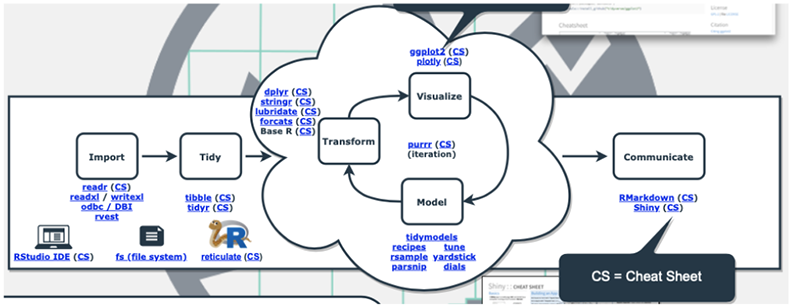 License
Citation
Cheatsheet
ggplot2 (CS)
plotly (CS)
dplyr (CS)
stringr (CS)
lubridate (CS)
forcats (CS)
Base R (CS)
Visualize
Import
Tidy
Transform
purrr (CS)
(iteration)
Communicate
readr (CS)
readxl / writexl
odbc / DBI
rvest
tibble (CS)
tidyr (CS)
Model
RMarkdown (CS)
Shiny (CS)
tidymodels
recipes tune
rsample yardstick
parsnip dials
R
RStudio IDE (CS)
fs (file system)
reticulate (CS)
CS = Cheat Sheet
Shiny : : CHEAT SHEET